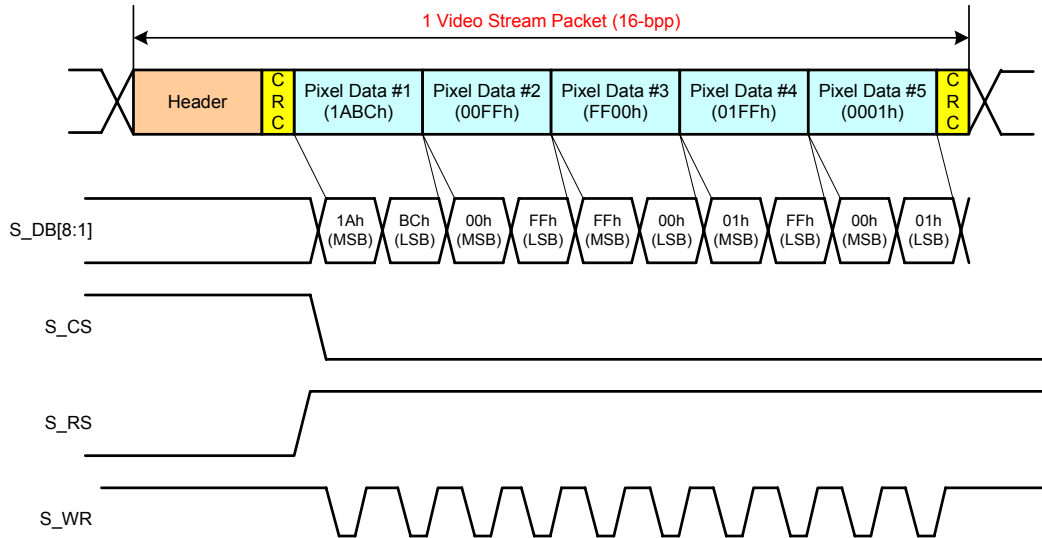 1 Video Stream Packet (16-bpp)
Header
C
R
C
Pixel Data #1
(1ABCh)
Pixel Data #2
(00FFh)
Pixel Data #3
(FF00h)
Pixel Data #4
(01FFh)
Pixel Data #5
(0001h)
C
R
C
S_DB[8:1]
1Ah
(MSB)
BCh
(LSB)
00h
(MSB)
FFh
(LSB)
FFh
(MSB)
00h
(LSB)
01h
(MSB)
FFh
(LSB)
00h
(MSB)
01h
(LSB)
S_CS
S_RS
S_WR